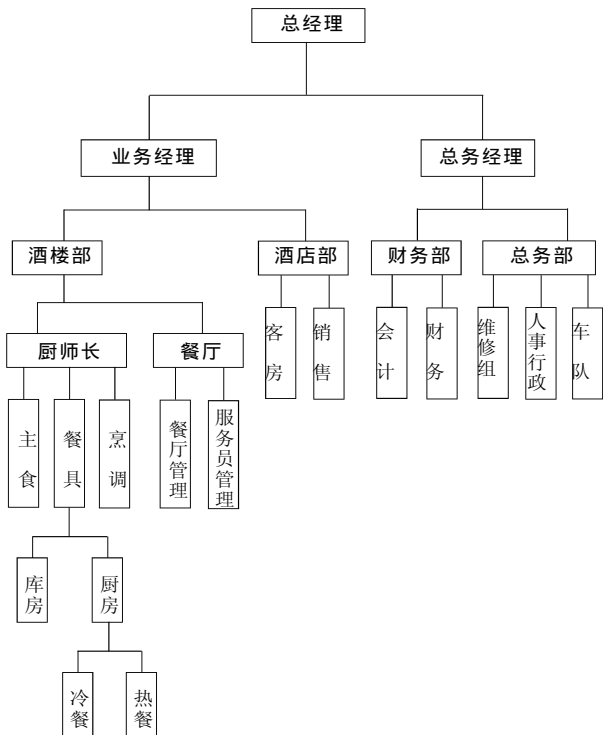 总经理
业务经理
总务经理
酒楼部
酒店部
财务部
总务部
客房
销售
会计
财务
维修组
人事行政
车队
厨师长
餐厅
主食
餐具
烹调
餐厅管理
服务员管理
库房
厨房
冷餐
热餐